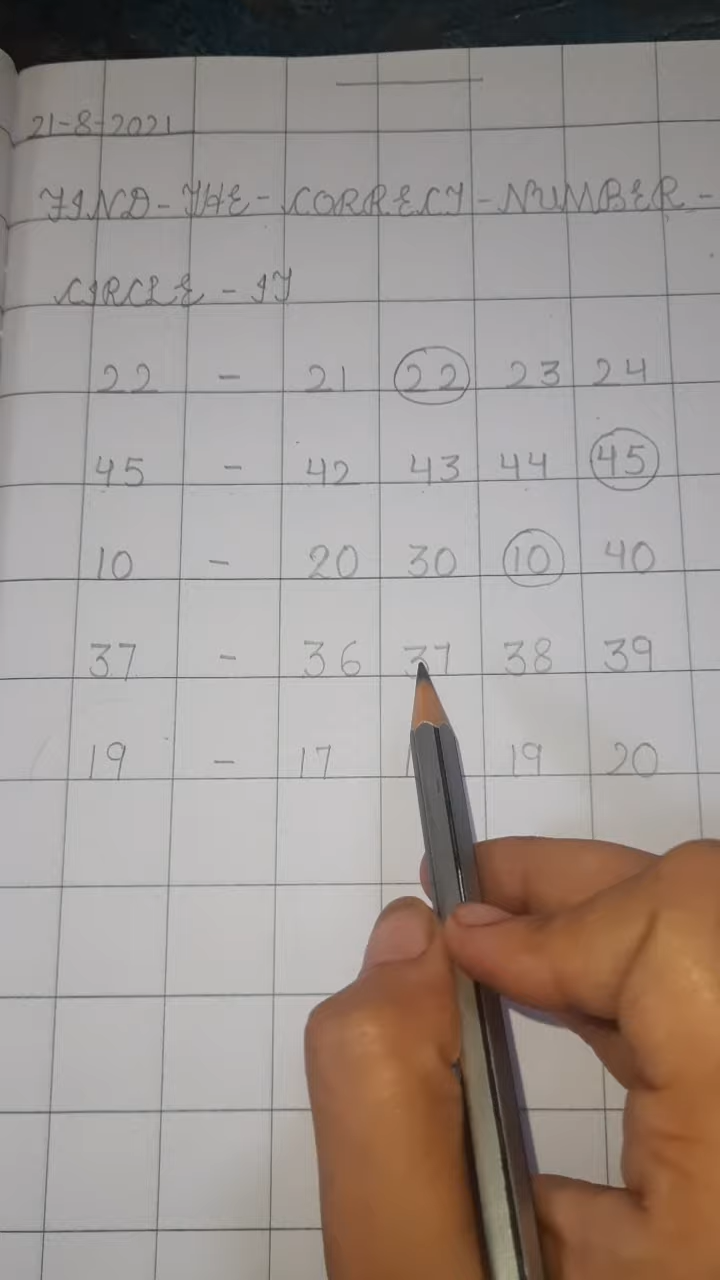 21-8-2021
FIND - THE - CORRECT - NUMBER -
CIRCLE - IT
22 - 21 22 23 24
45 - 42 43 44 45
10 - 20 30 10 40
37 - 36 37 38 39
19 - 17 19 20